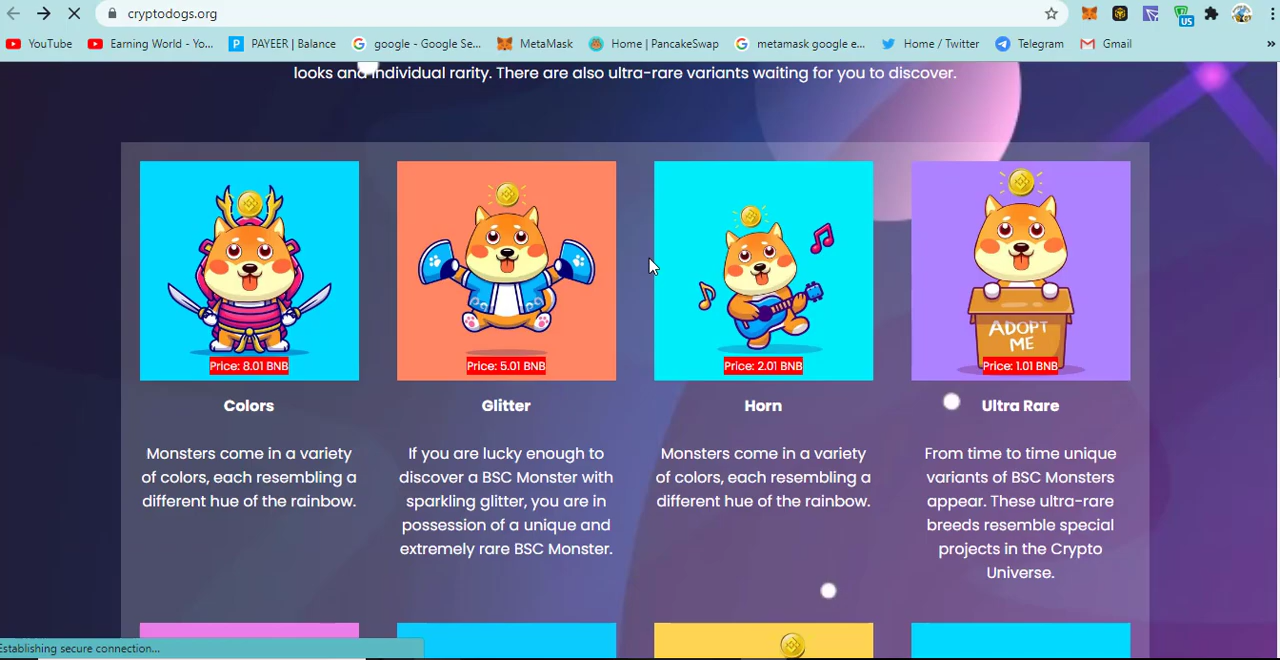 cryptodogs.org
US
YouTube
Earning World - Yo...
PAYEER | Balance
google - Google Se...
MetaMask
Home | PancakeSwap
metamask google e...
Home / Twitter
Telegram
Gmail
»
looks and individual rarity. There are also ultra-rare variants waiting for you to discover.
ADOPT
ME
Price: 8.01 BNB
Price: 5.01 BNB
Price: 2.01 BNB
Price: 1.01 BNB
Colors
Monsters come in a variety
of colors, each resembling a
different hue of the rainbow.
Glitter
If you are lucky enough to
discover a BSC Monster with
sparkling glitter, you are in
possession of a unique and
extremely rare BSC Monster.
Horn
Monsters come in a variety
of colors, each resembling a
different hue of the rainbow.
Ultra Rare
From time to time unique
variants of BSC Monsters
appear. These ultra-rare
breeds resemble special
projects in the Crypto
Universe.
Establishing secure connection...